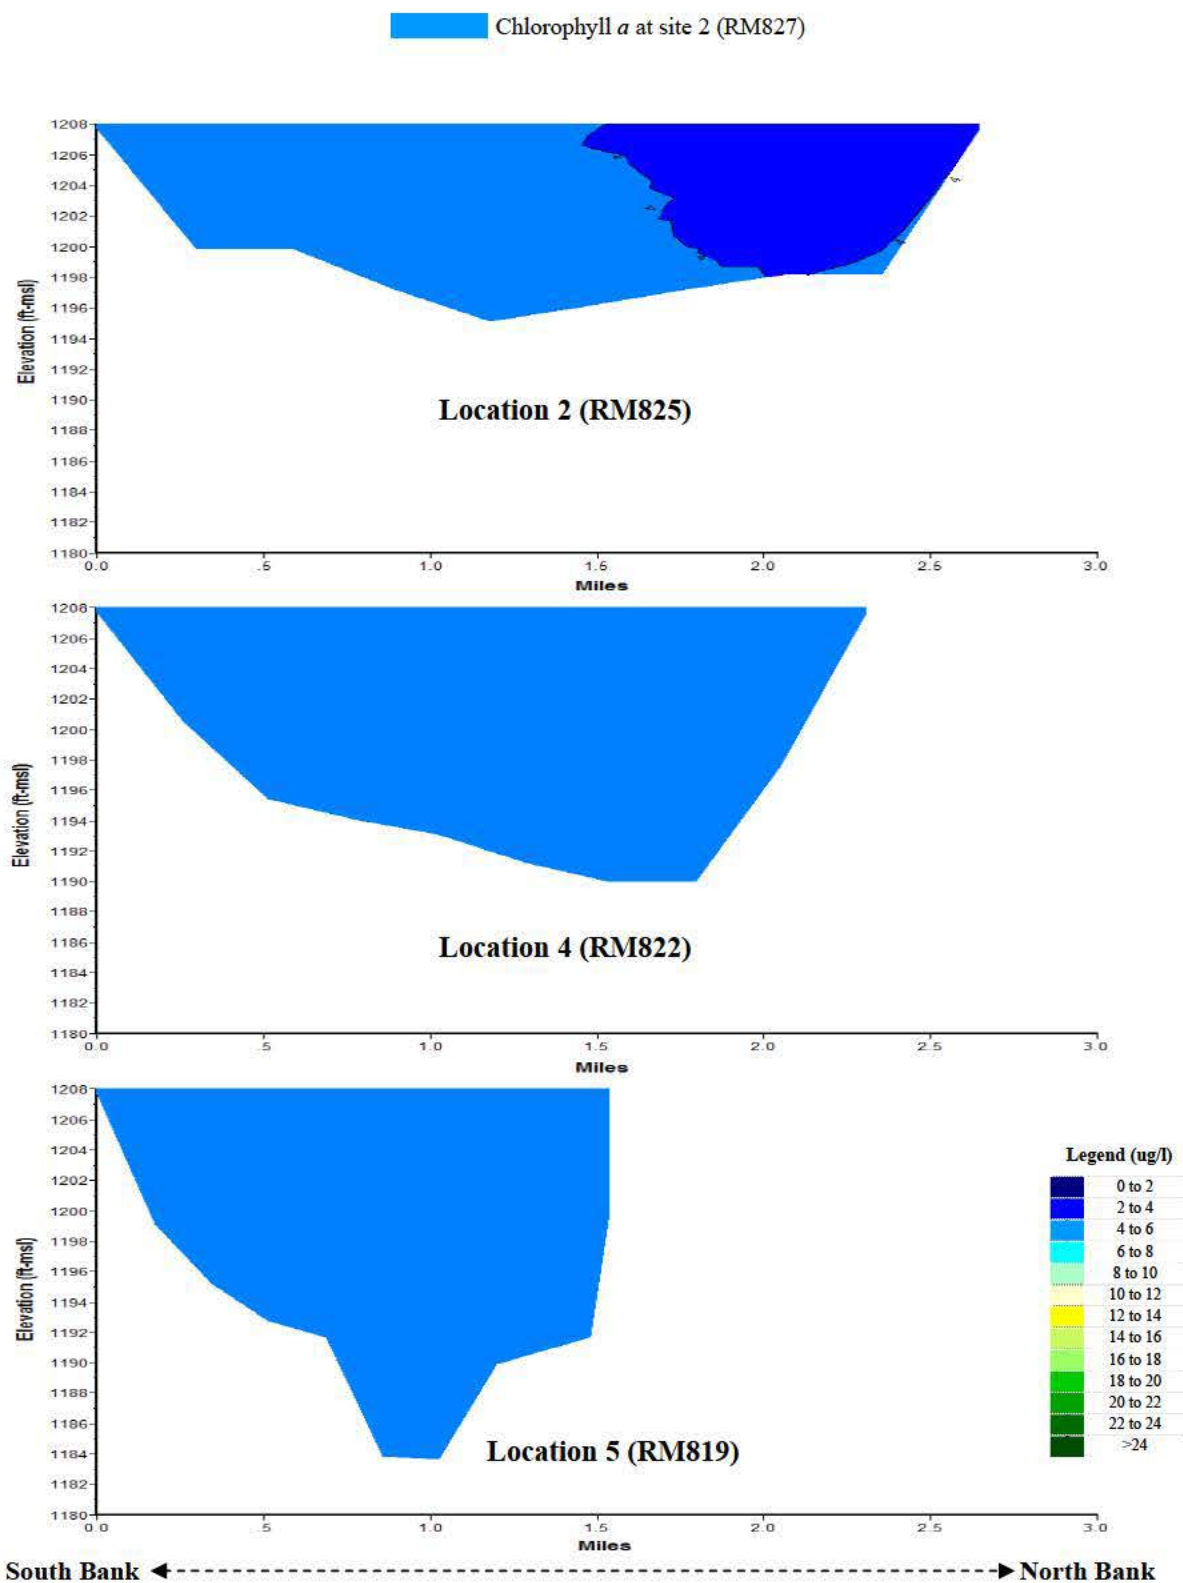 Chlorophyll a at site 2 (RM827)
1208
1206
1204
1202
1200
1198
1196
1194
1192
1190
1188
1186
1184
1182
1180
Elevation (ft-msl)
4
Location 2 (RM825)
0.0 .5 1.0 1.5 2.0 2.5 3.0
Miles
1208
1206
1204
1202
1200
1198
1196
1194
1192
1190
1188
1186
1184
1182
1180
Elevation (ft-msl)
Location 4 (RM822)
0.0 .5 1.0 1.5 2.0 2.5 3.0
Miles
1208
1206
1204
1202
1200
1198
1196
1194
1192
1190
1188
1186
1184
1182
1180
Elevation (ft-msl)
Location 5 (RM819)
0.0 .5 1.0 1.5 2.0 2.5 3.0
Miles
Legend (ug/l)
0 to 2
2 to 4
4 to 6
6 to 8
8 to 10
10 to 12
12 to 14
14 to 16
16 to 18
18 to 20
20 to 22
22 to 24
>24
South Bank North Bank